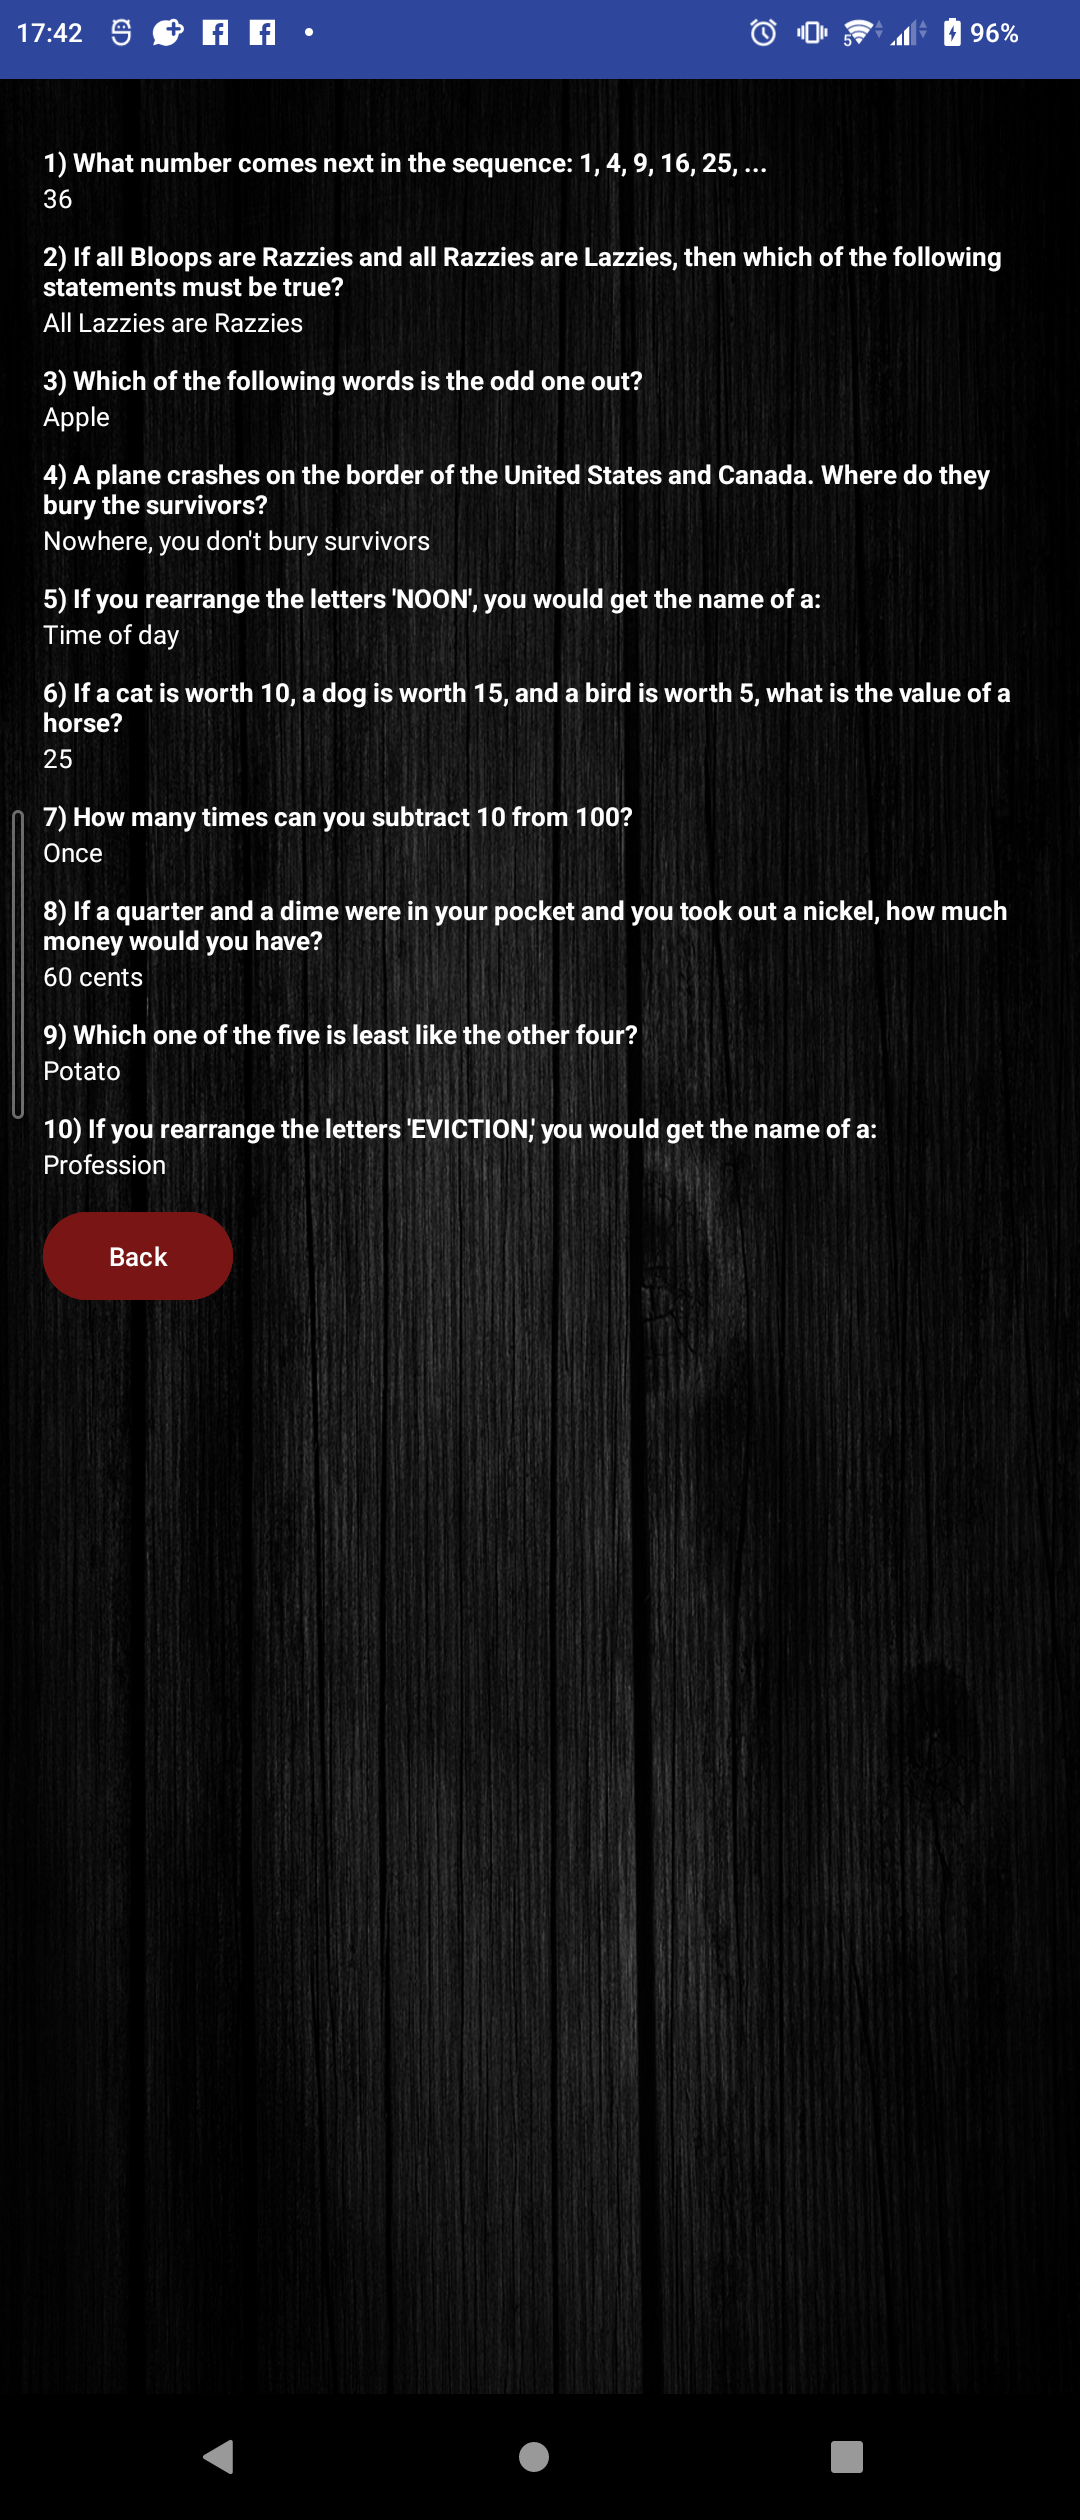 17:42
96%
1) What number comes next in the sequence: 1, 4, 9, 16, 25, ...
36
2) If all Bloops are Razzies and all Razzies are Lazzies, then which of the following
statements must be true?
All Lazzies are Razzies
3) Which of the following words is the odd one out?
Apple
4) A plane crashes on the border of the United States and Canada. Where do they
bury the survivors?
Nowhere, you don't bury survivors
5) If you rearrange the letters 'NOON', you would get the name of a:
Time of day
6) If a cat is worth 10, a dog is worth 15, and a bird is worth 5, what is the value of a
horse?
25
7) How many times can you subtract 10 from 100?
Once
8) If a quarter and a dime were in your pocket and you took out a nickel, how much
money would you have?
60 cents
9) Which one of the five is least like the other four?
Potato
10) If you rearrange the letters 'EVICTION,' you would get the name of a:
Profession
Back